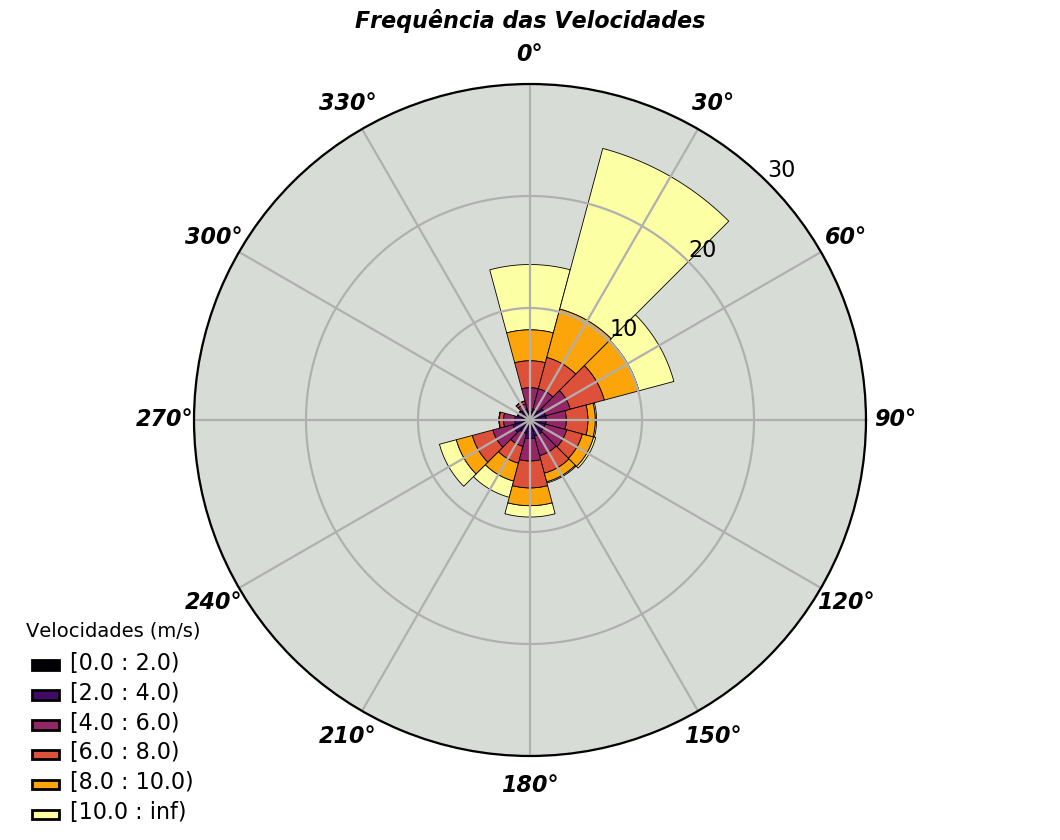 Frequência das Velocidades
0°
330°
30°
30
300°
60°
20
10
270°
90°
240°
120°
Velocidades (m/s)
[0.0 : 2.0)
[2.0 : 4.0)
[4.0 : 6.0)
210°
150°
[6.0 : 8.0)
180°
[8.0 : 10.0)
[10.0 : inf)